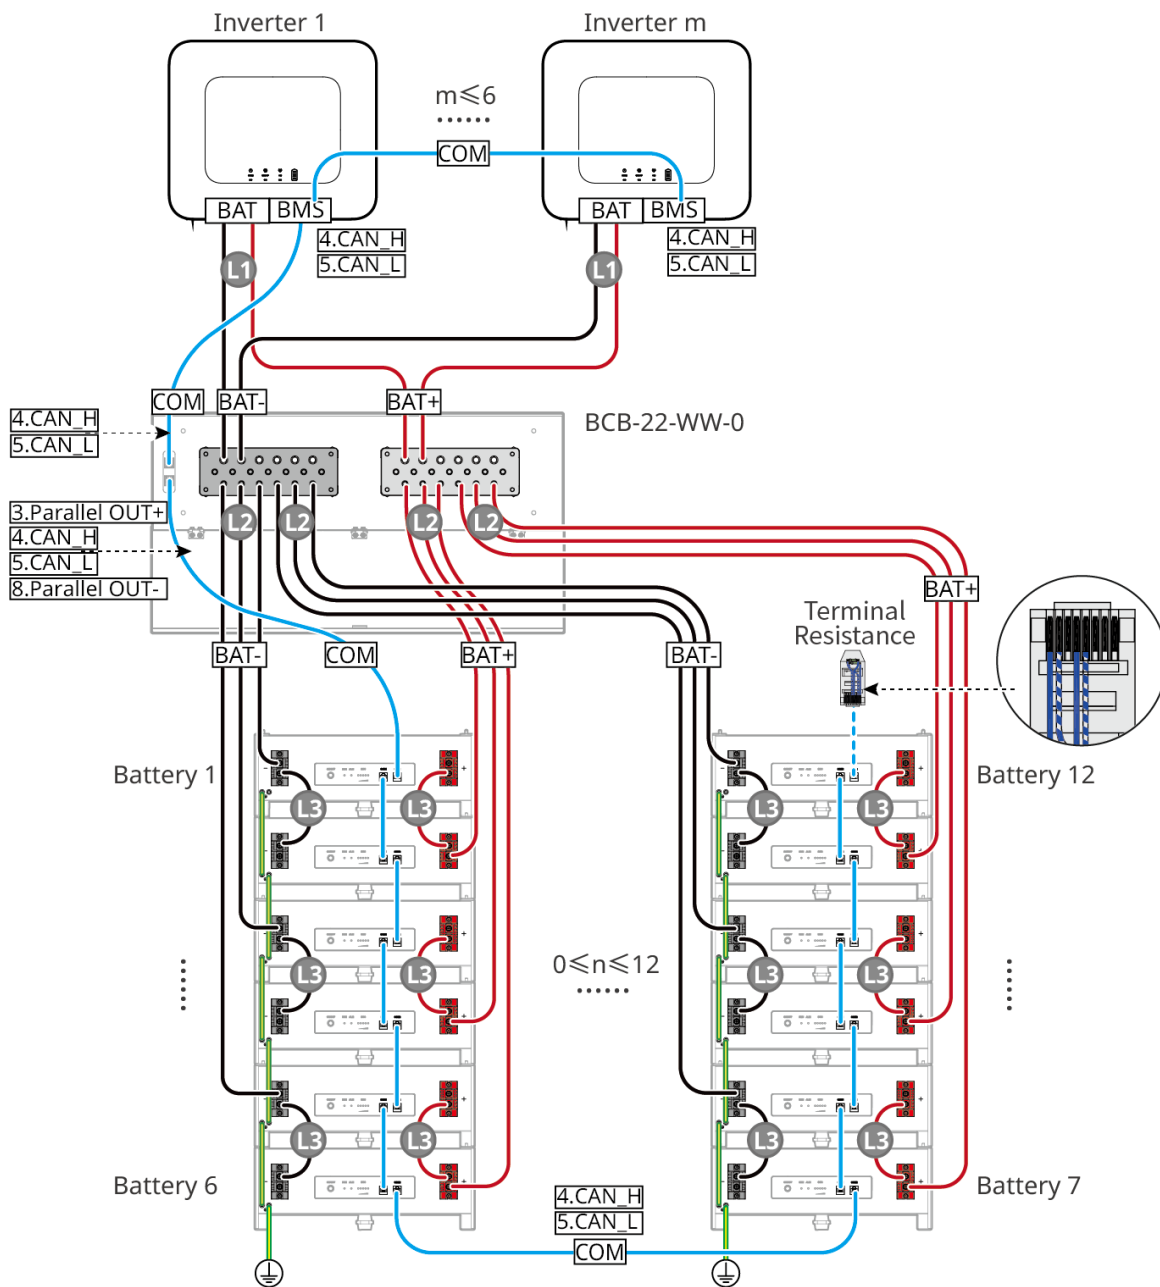 Inverter 1
Inverter m
m≤6
......
COM
BAT
BMS
BAT
BMS
4.CAN_H
5.CAN_L
4.CAN_H
5.CAN_L
L1
L1
COM
BAT-
BAT+
BCB-22-WW-0
4.CAN_H
5.CAN_L
3.Parallel OUT+
4.CAN_H
5.CAN_L
8.Parallel OUT-
L2
L2
L2
L2
BAT+
Terminal
Resistance
BAT-
COM
BAT+
BAT-
Battery 1
Battery 12
L3
L3
L3
L3
0≤n≤12
......
L3
L3
L3
L3
L3
L3
L3
L3
Battery 6
Battery 7
4.CAN_H
5.CAN_L
COM